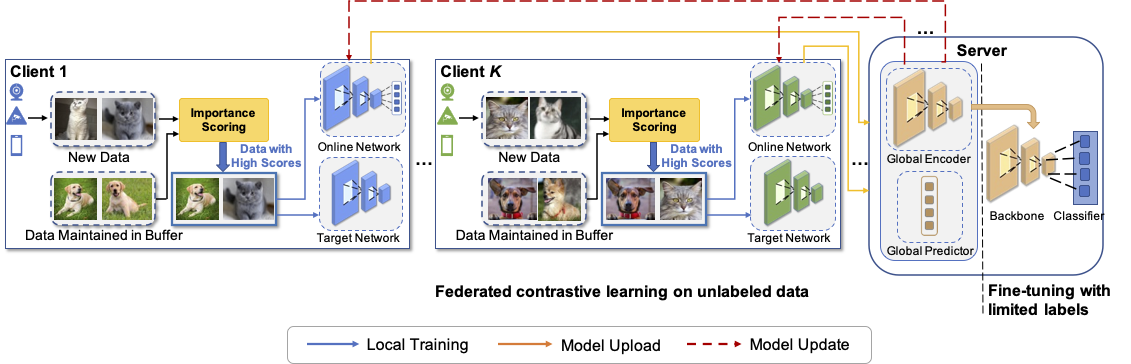 Client 1
New Data
Data Maintained in Buffer
Importance
Scoring
Data with
High Scores
Online Network
Target Network
...
Client K
New Data
Data Maintained in Buffer
Importance
Scoring
Data with
High Scores
Online Network
Target Network
...
...
Server
Global Encoder
Global Predictor
Backbone
Classifier
Federated contrastive learning on unlabeled data
Fine-tuning with
limited labels
Local Training
Model Upload
Model Update